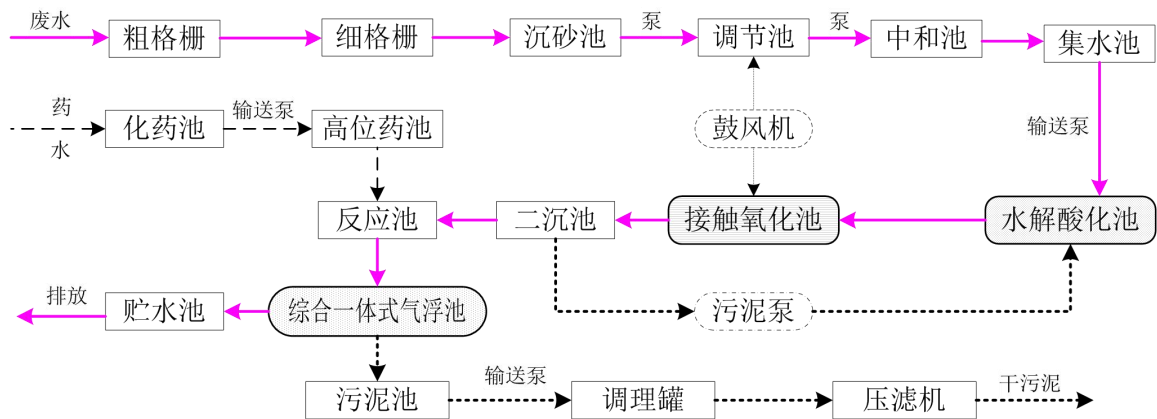 废水 粗格栅 细格栅 沉砂池 泵 调节池 泵 中和池 集水池
药 水 化药池 输送泵 高位药池 鼓风机 输送泵
反应池 二沉池 接触氧化池 水解酸化池
排放 贮水池 综合一体式气浮池 污泥泵
污泥池 输送泵 调理罐 压滤机 干污泥